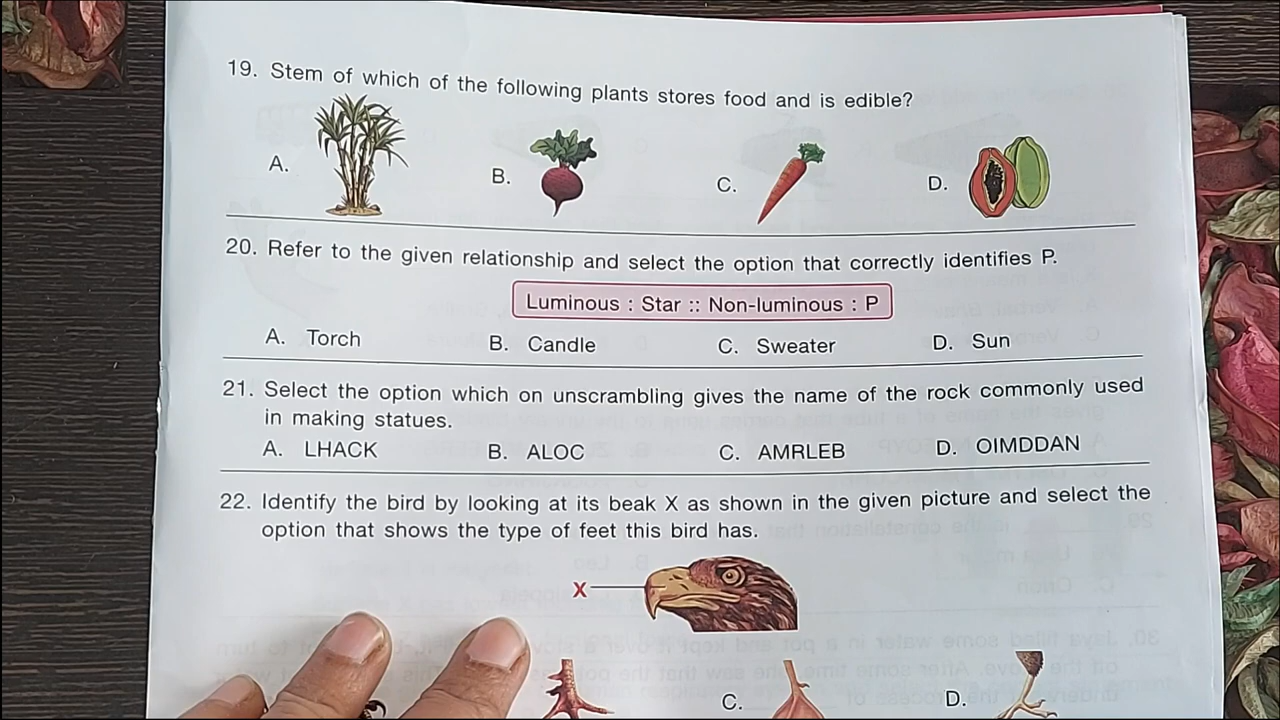 19. Stem of which of the following plants stores food and is edible?
A. B. C. D.
20. Refer to the given relationship and select the option that correctly identifies P.
Luminous : Star :: Non-luminous : P
A. Torch B. Candle C. Sweater D. Sun
21. Select the option which on unscrambling gives the name of the rock commonly used
in making statues.
A. LHACK B. ALOC C. AMRLEB D. OIMDDAN
22. Identify the bird by looking at its beak X as shown in the given picture and select the
option that shows the type of feet this bird has.
X
C. D.